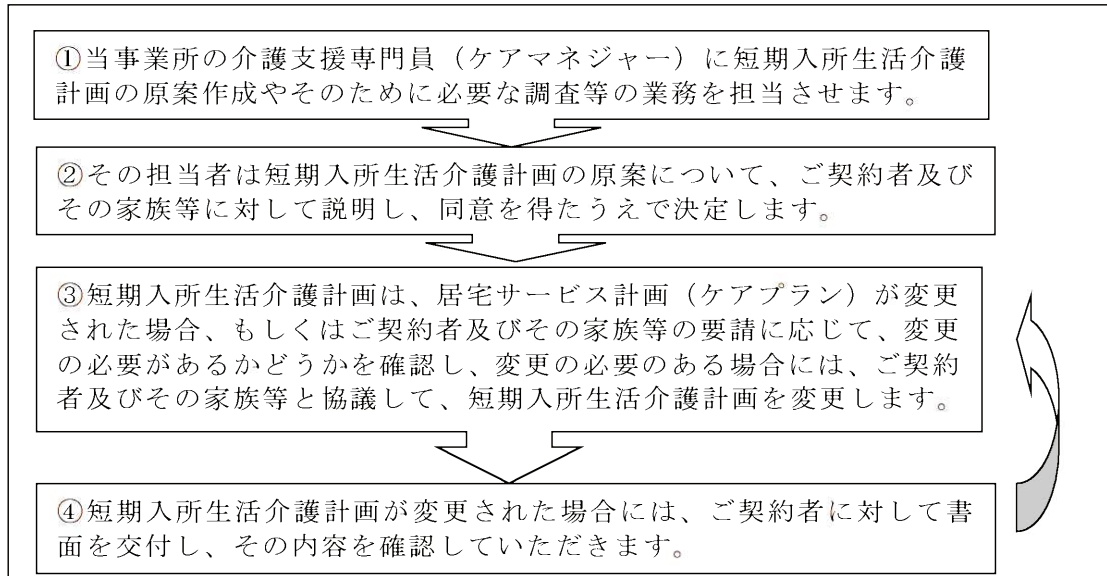 ①当事業所の介護支援専門員（ケアマネジャー）に短期入所生活介護
計画の原案作成やそのために必要な調査等の業務を担当させます。
②その担当者は短期入所生活介護計画の原案について、ご契約者及び
その家族等に対して説明し、同意を得たうえで決定します。
③短期入所生活介護計画は、居宅サービス計画（ケアプラン）が変更
された場合、もしくはご契約者及びその家族等の要請に応じて、変更
の必要があるかどうかを確認し、変更の必要のある場合には、ご契約
者及びその家族等と協議して、短期入所生活介護計画を変更します。
④短期入所生活介護計画が変更された場合には、ご契約者に対して書
面を交付し、その内容を確認していただきます。